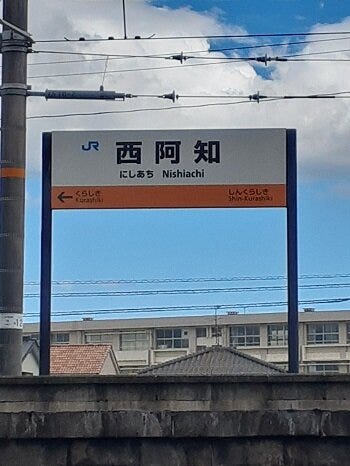 JR 西阿知
にしあち Nishiachi
← くらしき しんくらしき
Kurashiki Shin-Kurashiki